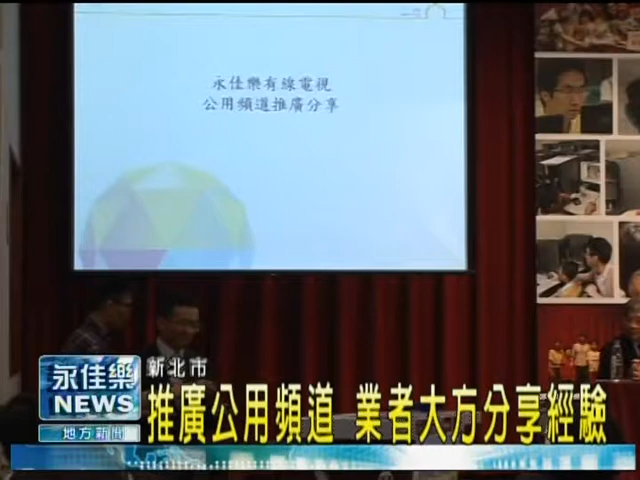 永佳樂有線電視
公用頻道推廣分享
新北市
永佳樂
NEWS
地方新聞
推廣公用頻道 業者大方分享經驗